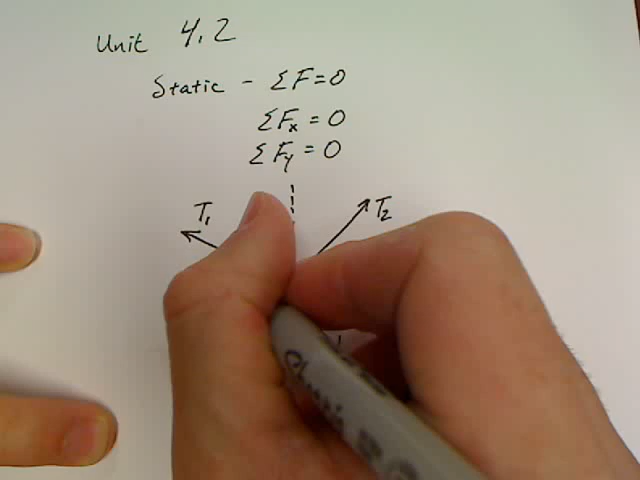 Unit 4.2
Static - ΣF=0
ΣFx = 0
ΣFy = 0
T1
T2